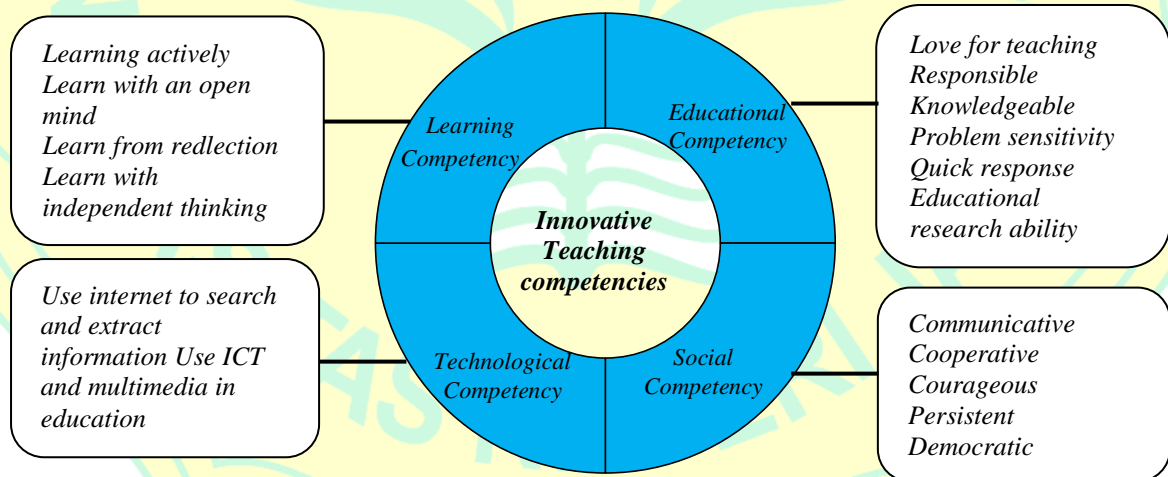 Learning actively
Learn with an open
mind
Learn from redlection
Learn with
independent thinking
Love for teaching
Responsible
Knowledgeable
Problem sensitivity
Quick response
Educational
research ability
Learning
Competency
Educational
Competency
Innovative
Teaching
competencies
Technological
Competency
Social
Competency
Use internet to search
and extract
information Use ICT
and multimedia in
education
Communicative
Cooperative
Courageous
Persistent
Democratic